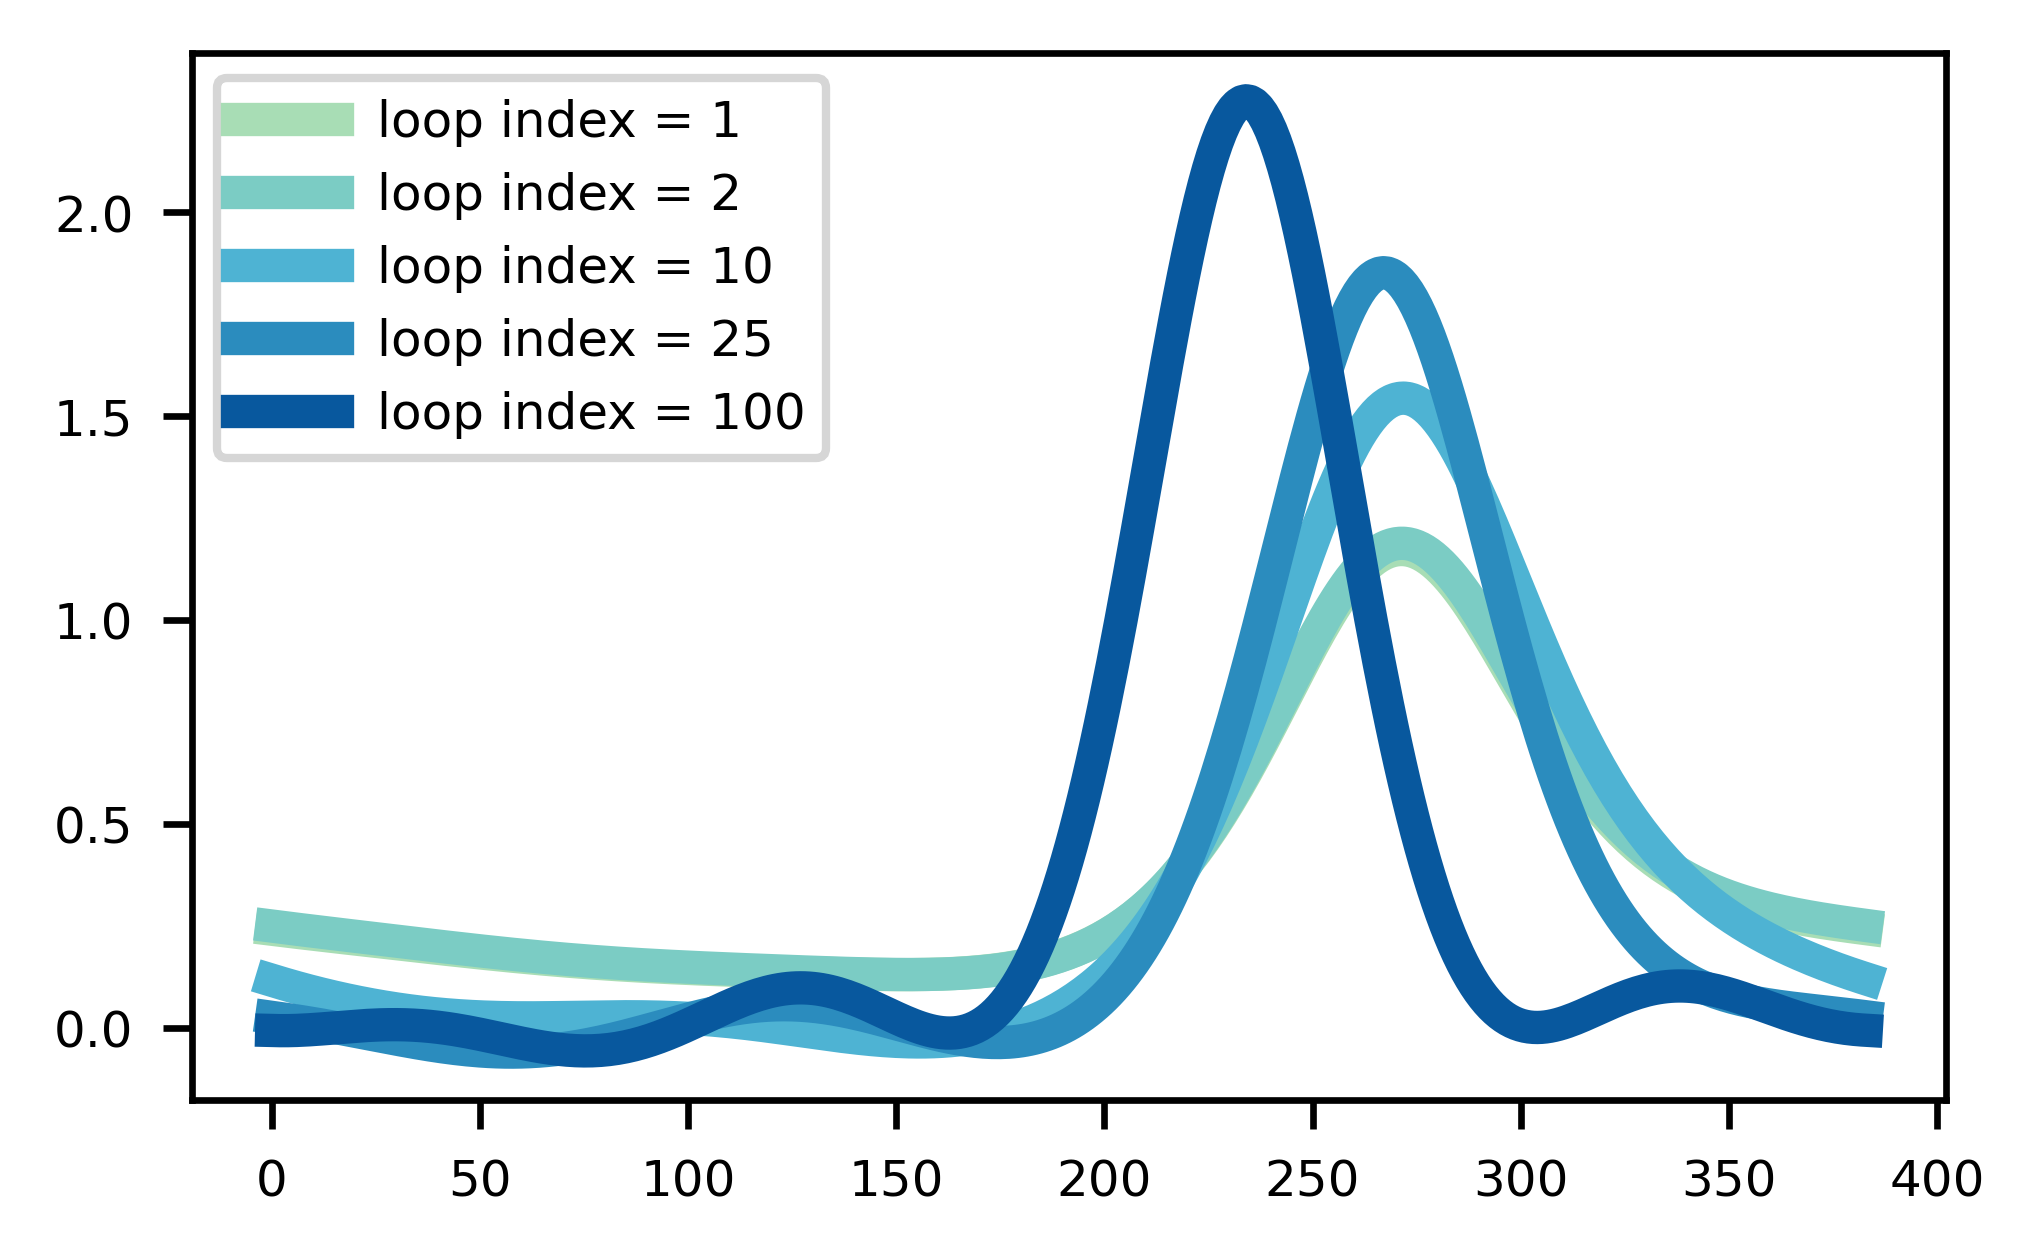 loop index = 1
loop index = 2
loop index = 10
loop index = 25
loop index = 100
2.0
1.5
1.0
0.5
0.0
0 50 100 150 200 250 300 350 400